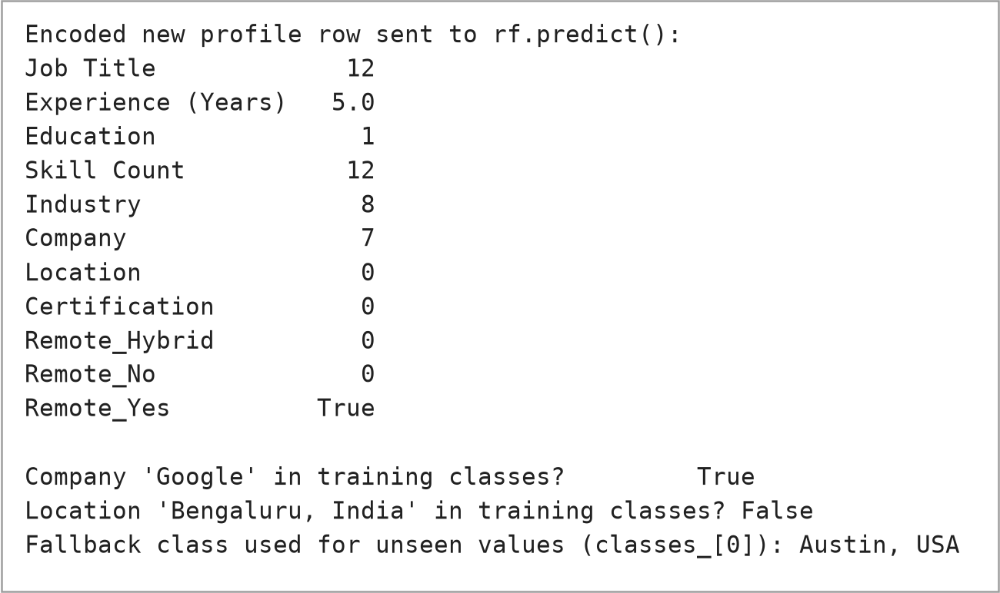 Encoded new profile row sent to rf.predict():
Job Title             12
Experience (Years)   5.0
Education              1
Skill Count           12
Industry               8
Company                7
Location               0
Certification          0
Remote_Hybrid          0
Remote_No              0
Remote_Yes          True

Company 'Google' in training classes?         True
Location 'Bengaluru, India' in training classes? False
Fallback class used for unseen values (classes_[0]): Austin, USA